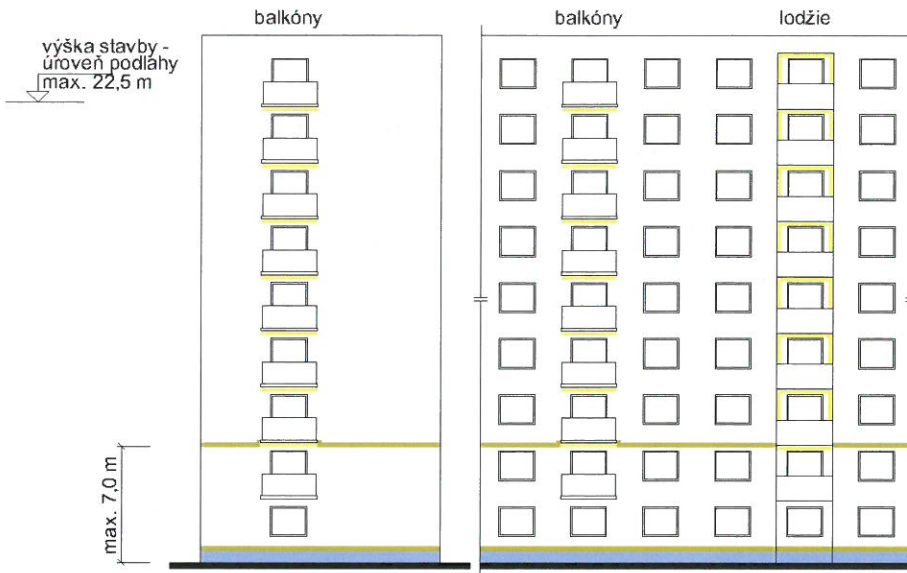 balkóny
balkóny
lodžie
výška stavby -
úroveň podlahy
max. 22,5 m
max. 7,0 m